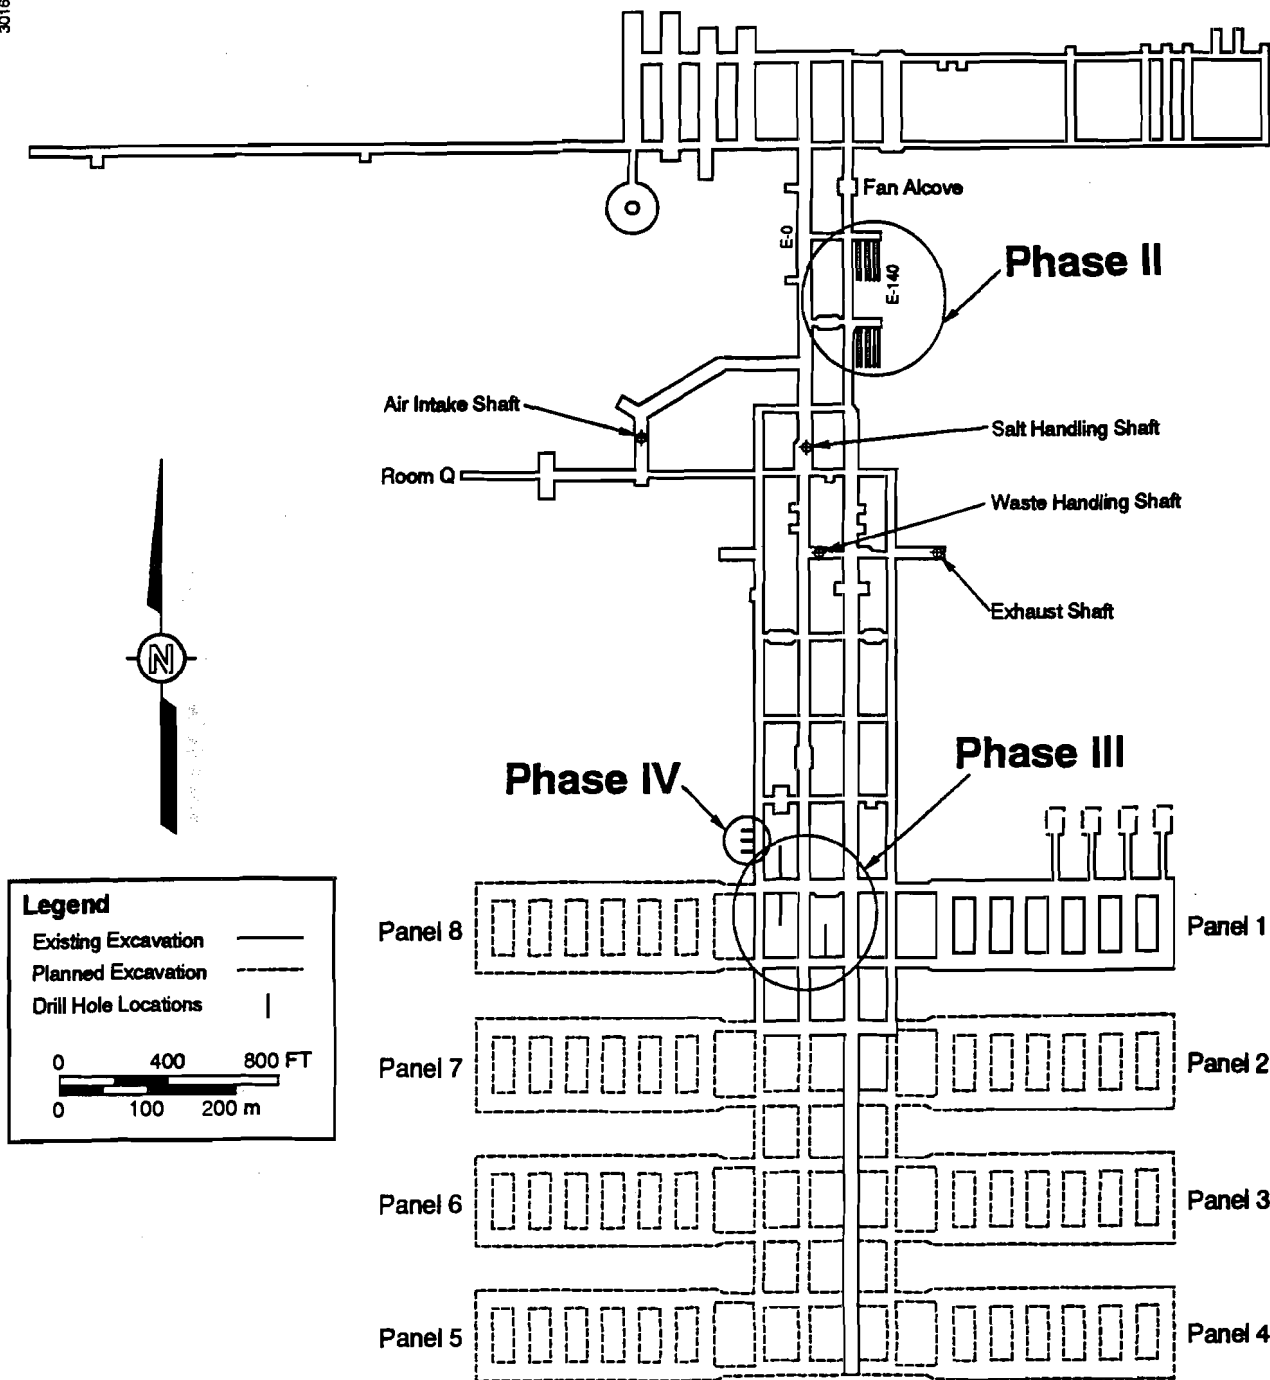 3016
Fan Alcove
E-0
Phase II
E-140
Air Intake Shaft
Salt Handling Shaft
Room Q
Waste Handling Shaft
Exhaust Shaft
N
Phase III
Phase IV
Legend
Existing Excavation
Planned Excavation
Drill Hole Locations
0 400 800 FT
0 100 200 m
Panel 8
Panel 1
Panel 7
Panel 2
Panel 6
Panel 3
Panel 5
Panel 4